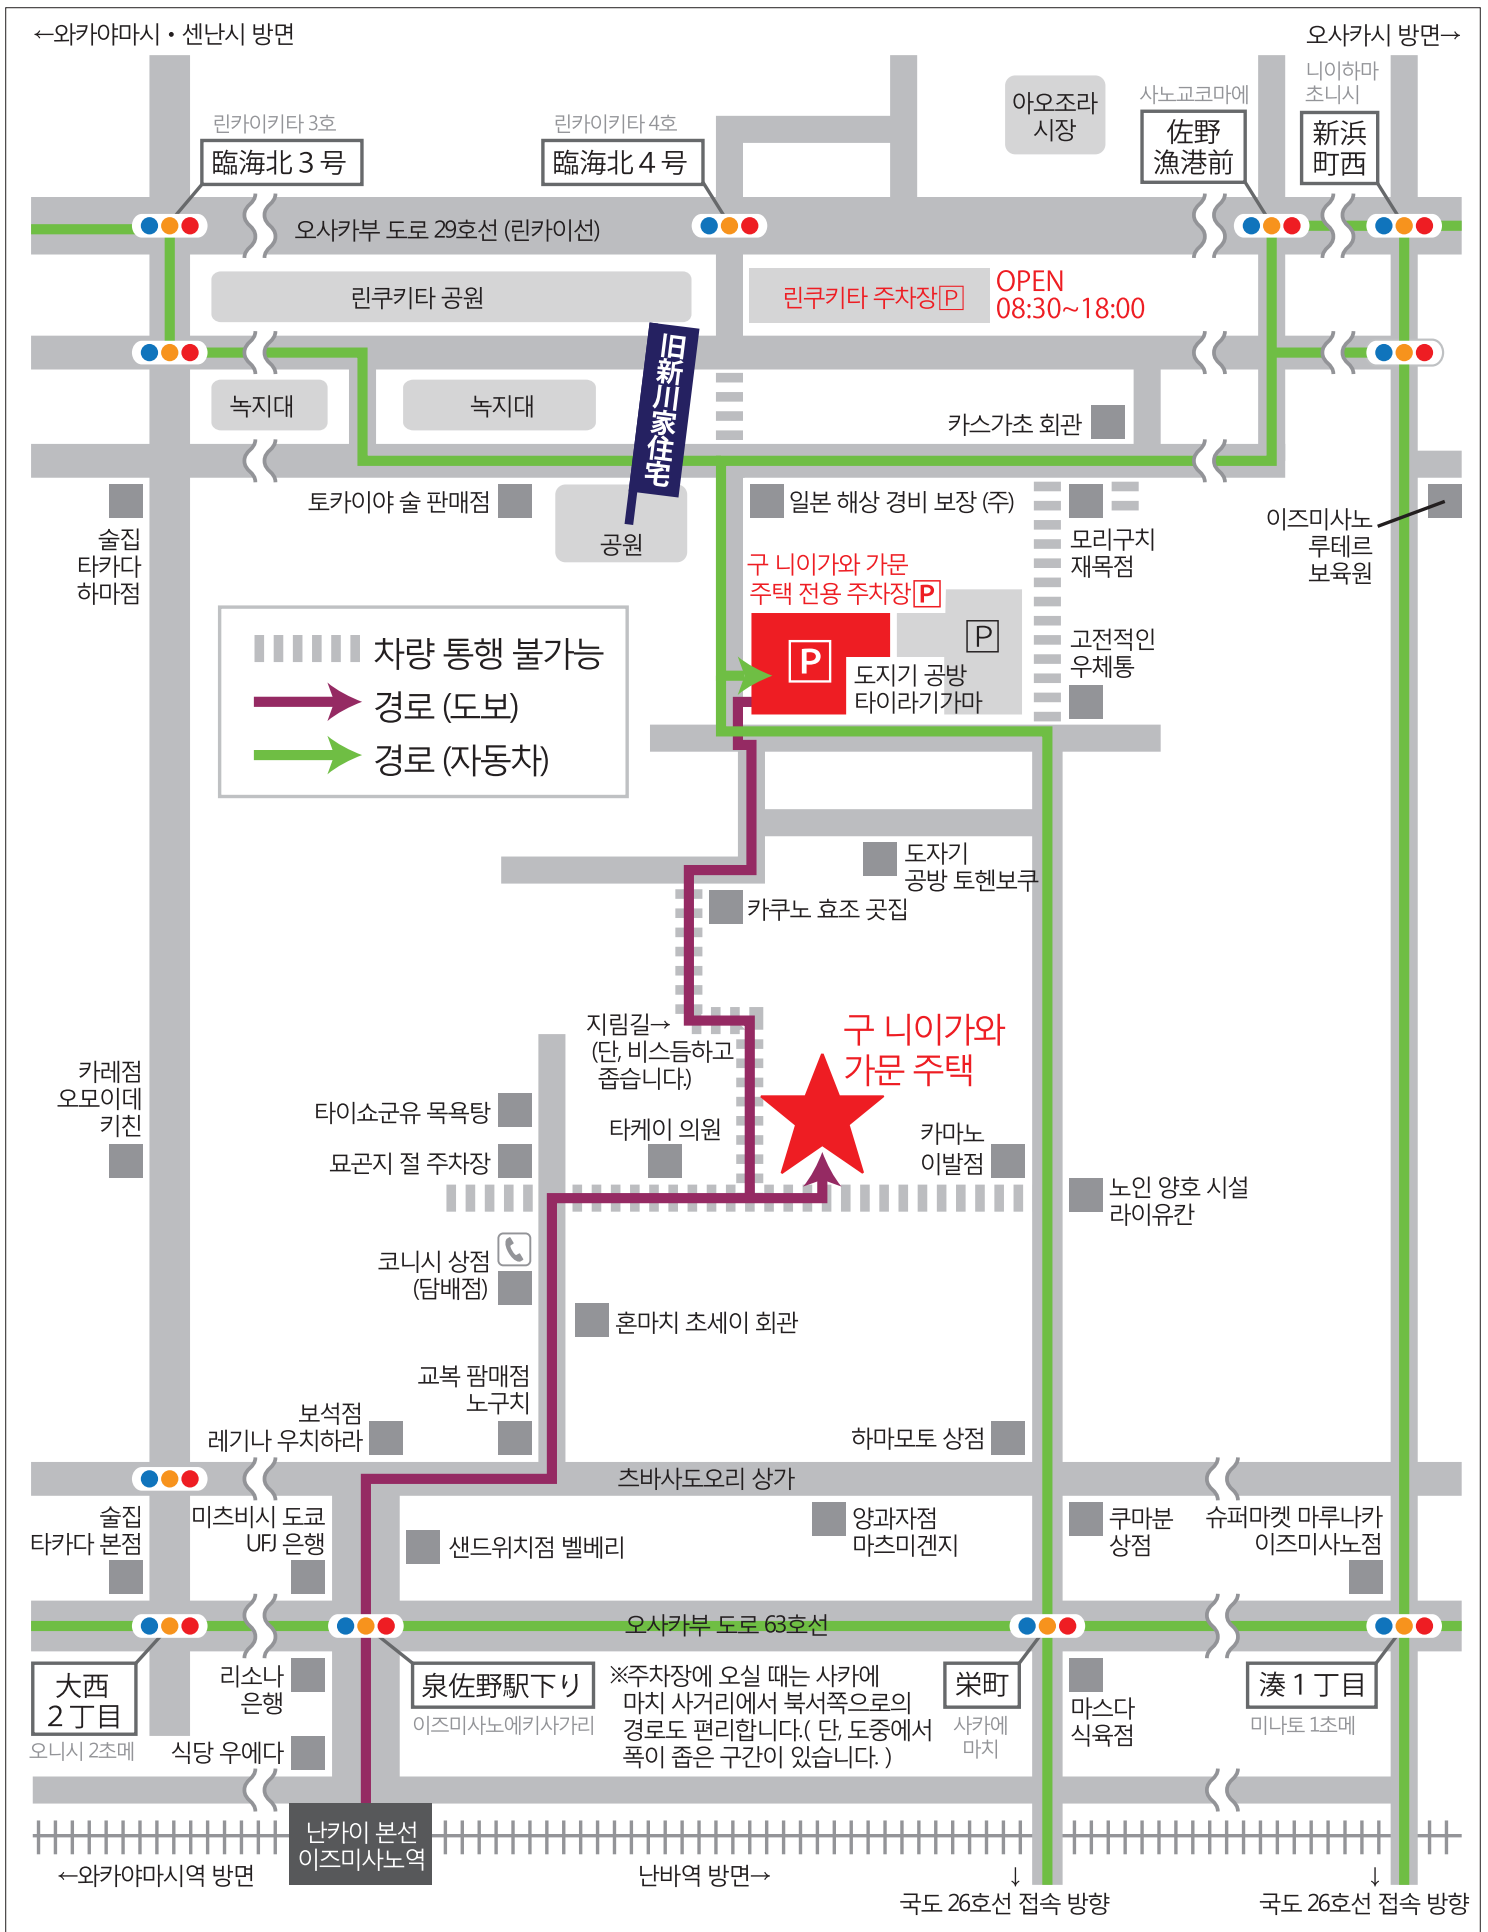 ←와카야마시・센난시 방면
오사카시 방면→
린카이키타 3호
臨海北 3 号
린카이키타 4호
臨海北 4 号
아오조라
시장
사노교코마에
佐野
漁港前
니이하마
초니시
新浜
町西
오사카부 도로 29호선 (린카이선)
린쿠키타 공원
린쿠키타 주차장P
OPEN
08:30~18:00
旧新川家住宅
녹지대
녹지대
카스가초 회관
술집
타카다
하마점
토카이야 술 판매점
공원
일본 해상 경비 보장 (주)
모리구치
재목점
이즈미사노
루테르
보육원
구 니이가와 가문
주택 전용 주차장P
P
P
도지기 공방
타이라기가마
고전적인
우체통
차량 통행 불가능
경로 (도보)
경로 (자동차)
도자기
공방 토헨보쿠
카쿠노 효조 곳집
지림길→
(단, 비스듬하고
좁습니다.)
구 니이가와
가문 주택
카레점
오모이데
키친
타이쇼군유 목욕탕
타케이 의원
카마노
이발점
묘곤지 절 주차장
노인 양호 시설
라이유칸
코니시 상점
(담배점)
혼마치 초세이 회관
교복 팜매점
노구치
보석점
레기나 우치하라
하마모토 상점
츠바사도오리 상가
술집
타카다 본점
미츠비시 도쿄
UFJ 은행
샌드위치점 벨베리
양과자점
마츠미겐지
쿠마분
상점
슈퍼마켓 마루나카
이즈미사노점
오사카부 도로 63호선
大西
2 丁目
오니시 2초메
리소나
은행
식당 우에다
泉佐野駅下り
이즈미사노에키사가리
※주차장에 오실 때는 사카에
마치 사거리에서 북서쪽으로의
경로도 편리합니다.( 단, 도중에서
폭이 좁은 구간이 있습니다. )
栄町
사카에
마치
마스다
식육점
湊 1 丁目
미나토 1초메
난카이 본선
이즈미사노역
←와카야마시역 방면
난바역 방면→
↓
국도 26호선 접속 방향
↓
국도 26호선 접속 방향